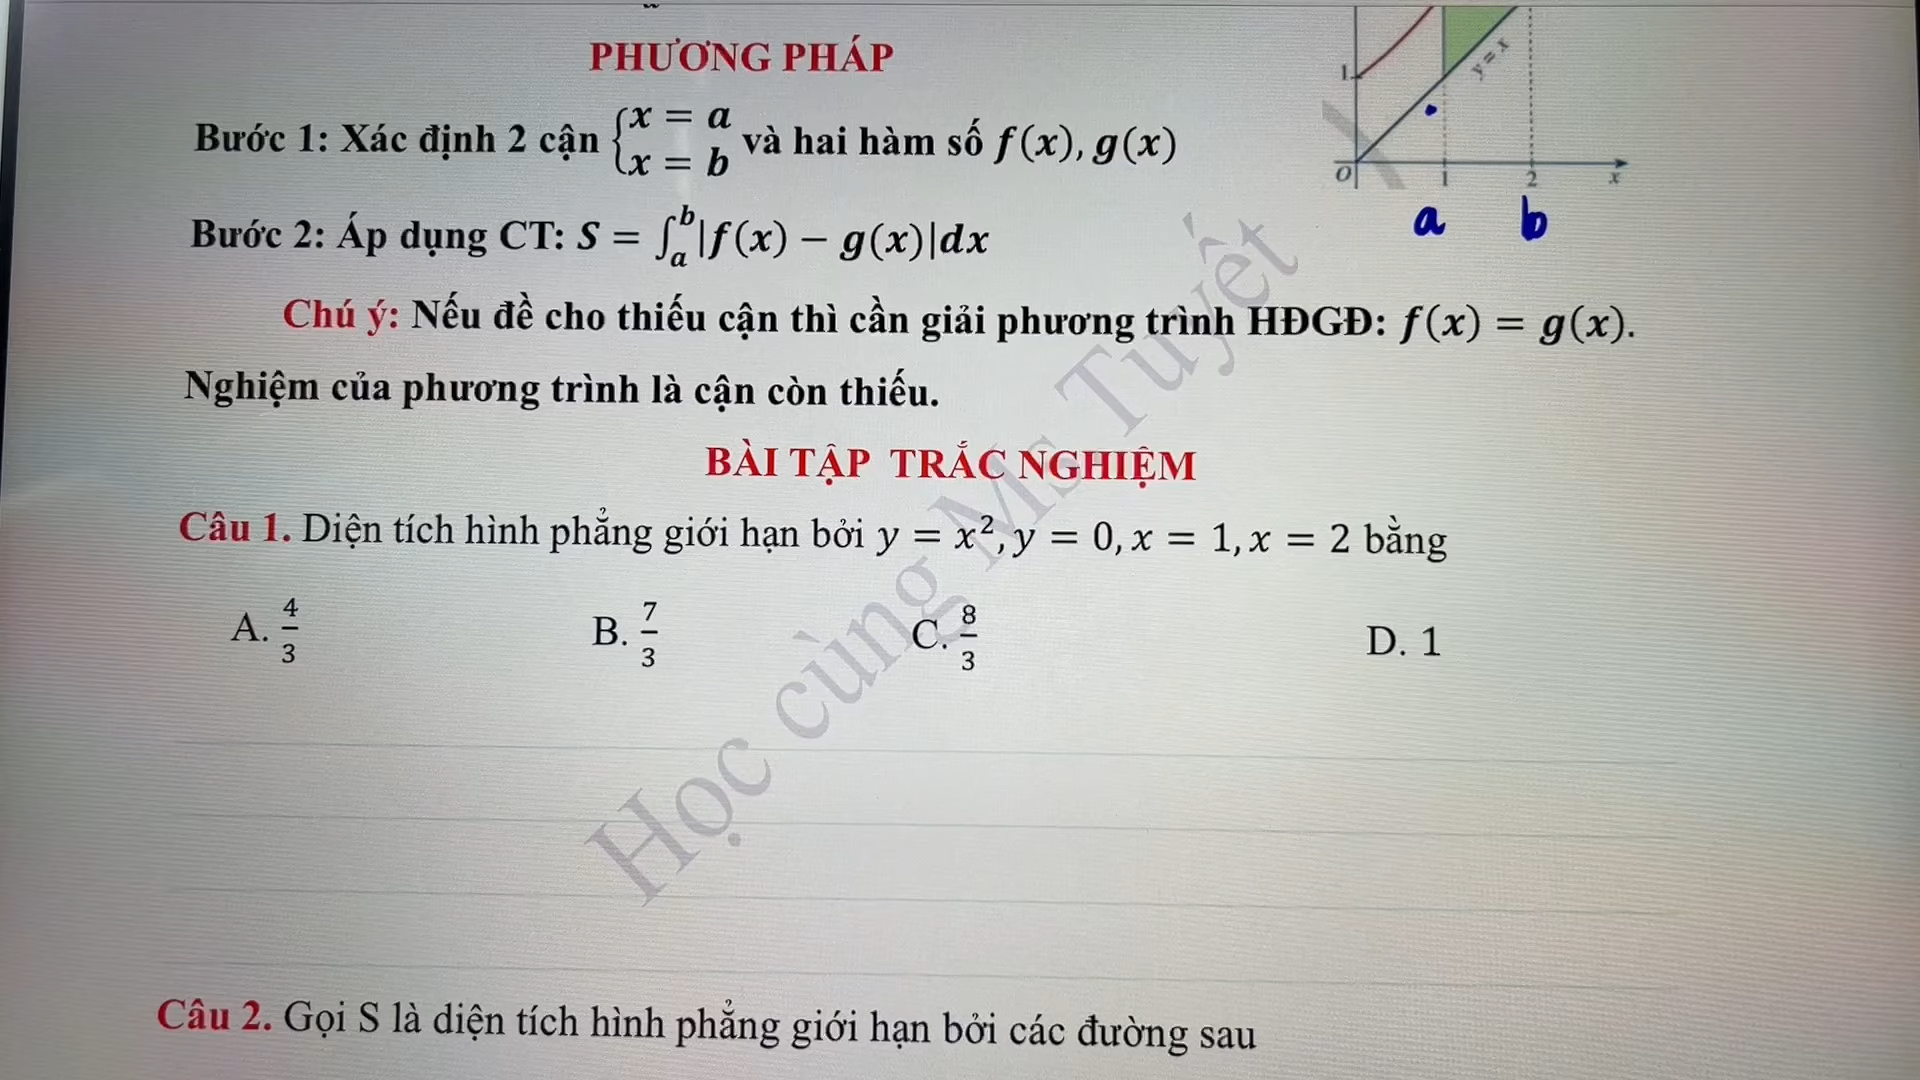 PHƯƠNG PHÁP
1
y = x
Bước 1: Xác định 2 cận {x = a x = b và hai hàm số f(x), g(x)
O 1 2 x
a b
Bước 2: Áp dụng CT: S = ∫ₐᵇ|f(x) − g(x)|dx
Chú ý: Nếu đề cho thiếu cận thì cần giải phương trình HĐGĐ: f(x) = g(x).
Nghiệm của phương trình là cận còn thiếu.
BÀI TẬP TRẮC NGHIỆM
Câu 1. Diện tích hình phẳng giới hạn bởi y = x², y = 0, x = 1, x = 2 bằng
A. 4/3 B. 7/3 C. 8/3 D. 1
Học cùng Ms Tuyết
Câu 2. Gọi S là diện tích hình phẳng giới hạn bởi các đường sau